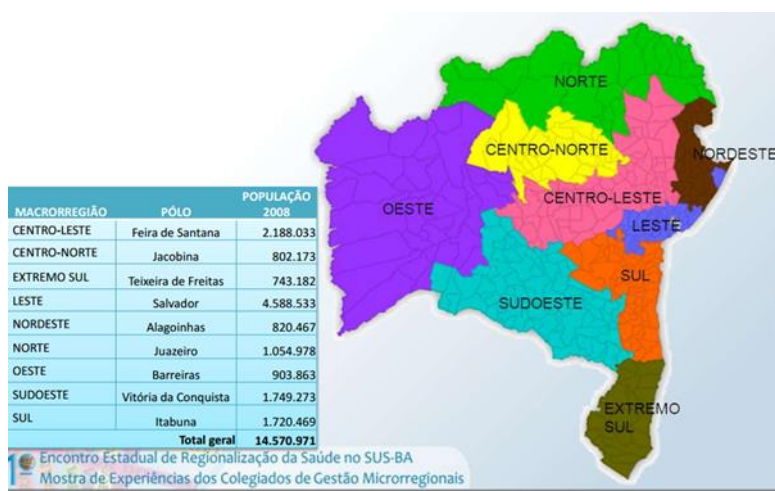 NORTE
CENTRO-NORTE
NORDESTE
OESTE
CENTRO-LESTE
LESTE
SUL
SUDOESTE
EXTREMO
SUL
MACRORREGIÃO PÓLO POPULAÇÃO 2008
CENTRO-LESTE Feira de Santana 2.188.033
CENTRO-NORTE Jacobina 802.173
EXTREMO SUL Teixeira de Freitas 743.182
LESTE Salvador 4.588.533
NORDESTE Alagoinhas 820.467
NORTE Juazeiro 1.054.978
OESTE Barreiras 903.863
SUDOESTE Vitória da Conquista 1.749.273
SUL Itabuna 1.720.469
Total geral 14.570.971
1º Encontro Estadual de Regionalização da Saúde no SUS-BA
Mostra de Experiências dos Colegiados de Gestão Microrregionais